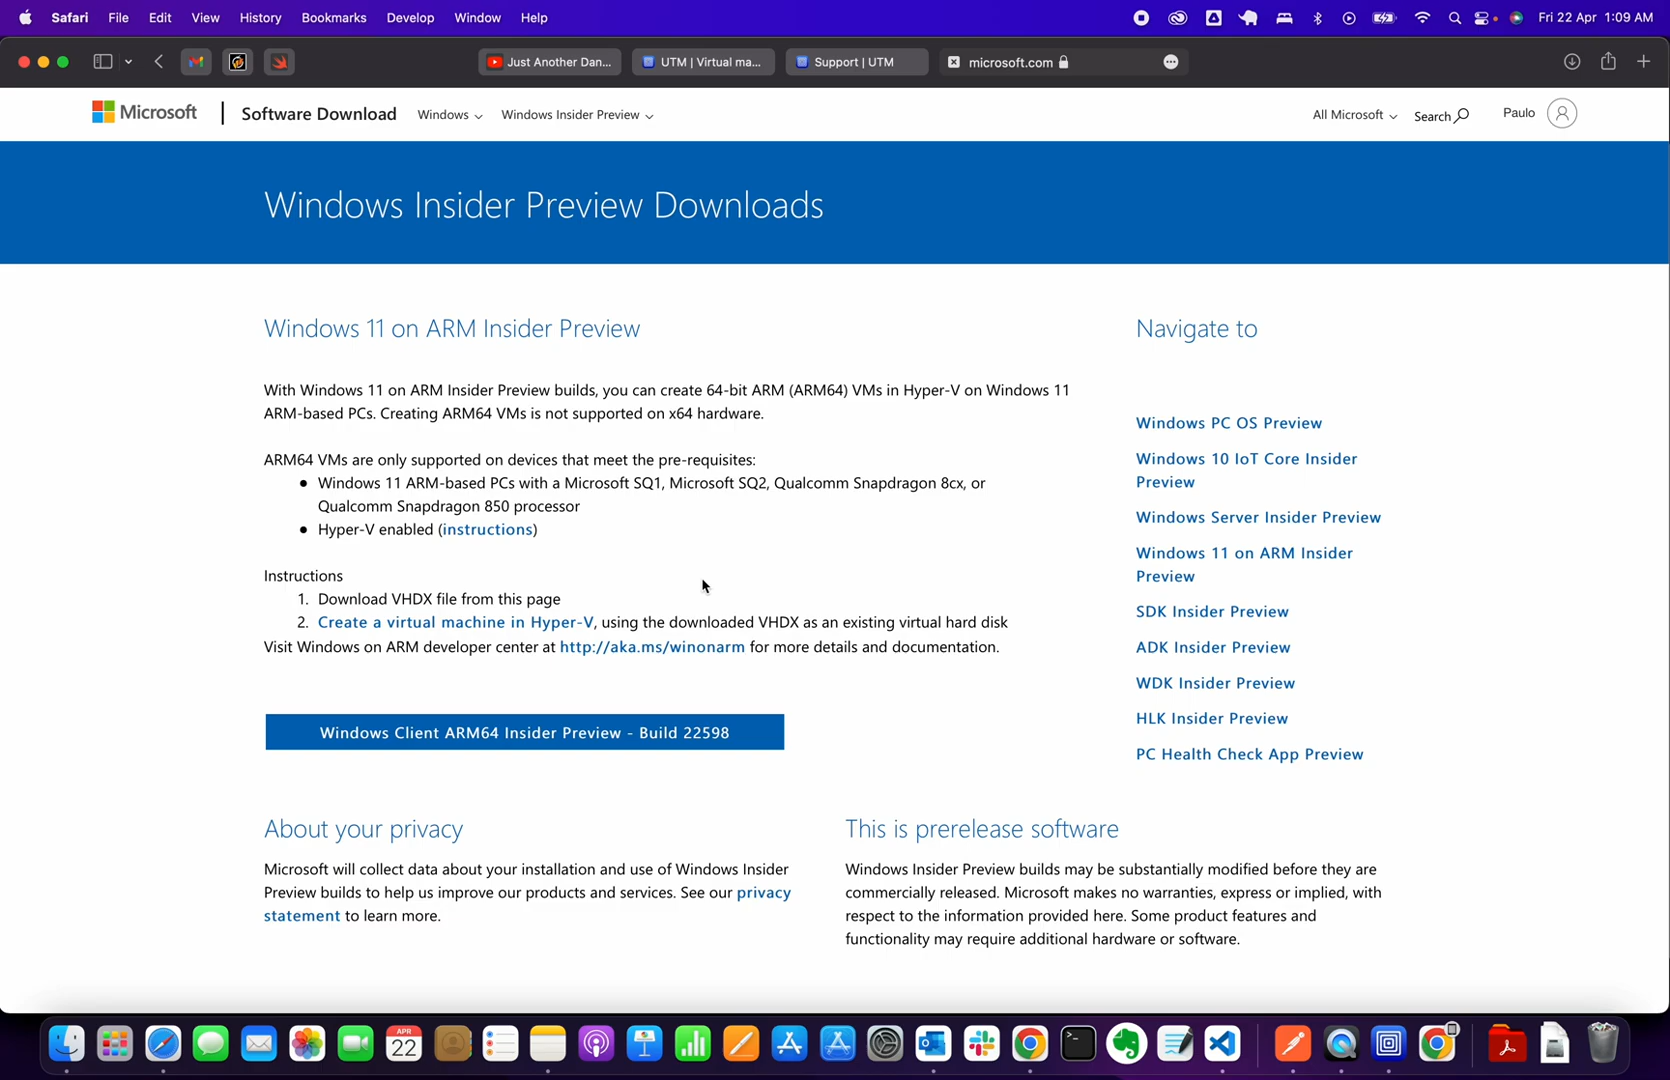 Safari File Edit View History Bookmarks Develop Window Help Fri 22 Apr 1:09 AM
Just Another Dan... UTM | Virtual ma... Support | UTM microsoft.com
Microsoft Software Download Windows Windows Insider Preview All Microsoft Search Paulo
Windows Insider Preview Downloads
Windows 11 on ARM Insider Preview
With Windows 11 on ARM Insider Preview builds, you can create 64-bit ARM (ARM64) VMs in Hyper-V on Windows 11
ARM-based PCs. Creating ARM64 VMs is not supported on x64 hardware.
ARM64 VMs are only supported on devices that meet the pre-requisites:
• Windows 11 ARM-based PCs with a Microsoft SQ1, Microsoft SQ2, Qualcomm Snapdragon 8cx, or
Qualcomm Snapdragon 850 processor
• Hyper-V enabled (instructions)
Instructions
1. Download VHDX file from this page
2. Create a virtual machine in Hyper-V, using the downloaded VHDX as an existing virtual hard disk
Visit Windows on ARM developer center at http://aka.ms/winonarm for more details and documentation.
Windows Client ARM64 Insider Preview - Build 22598
Navigate to
Windows PC OS Preview
Windows 10 IoT Core Insider
Preview
Windows Server Insider Preview
Windows 11 on ARM Insider
Preview
SDK Insider Preview
ADK Insider Preview
WDK Insider Preview
HLK Insider Preview
PC Health Check App Preview
About your privacy
Microsoft will collect data about your installation and use of Windows Insider
Preview builds to help us improve our products and services. See our privacy
statement to learn more.
This is prerelease software
Windows Insider Preview builds may be substantially modified before they are
commercially released. Microsoft makes no warranties, express or implied, with
respect to the information provided here. Some product features and
functionality may require additional hardware or software.
APR
22